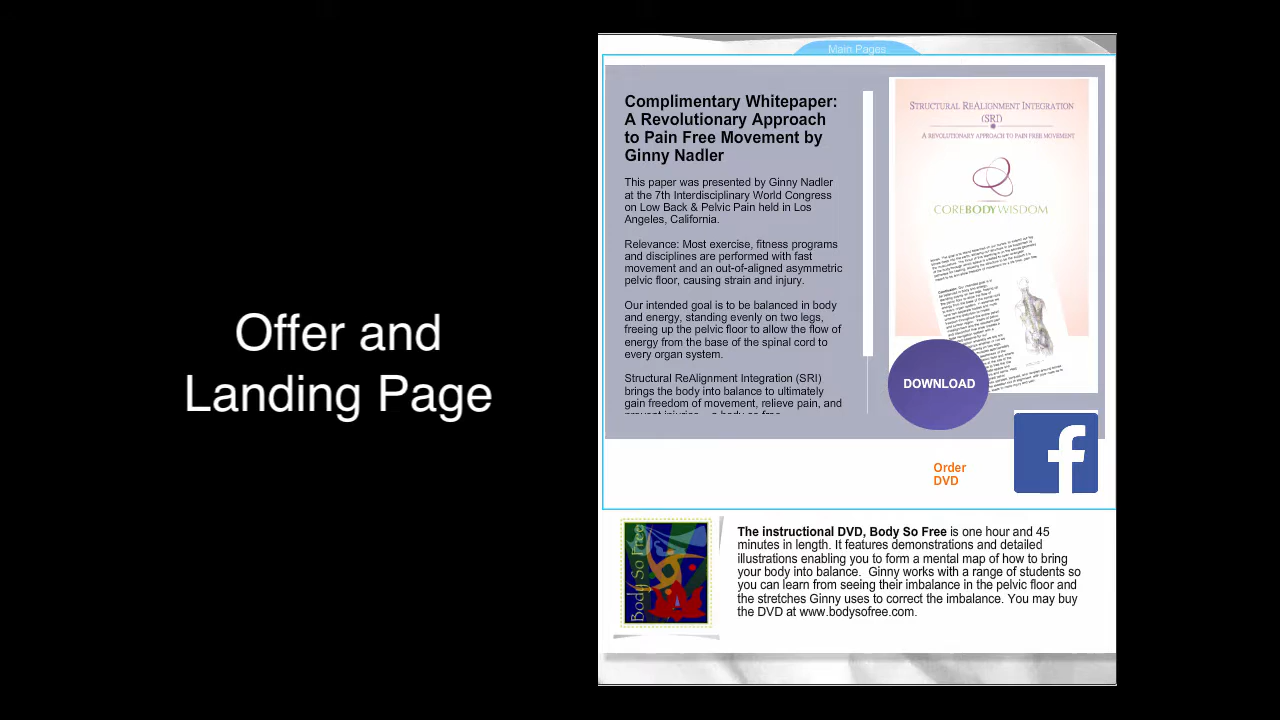 Offer and
Landing Page
Main Pages
Complimentary Whitepaper:
A Revolutionary Approach
to Pain Free Movement by
Ginny Nadler
This paper was presented by Ginny Nadler
at the 7th Interdisciplinary World Congress
on Low Back & Pelvic Pain held in Los
Angeles, California.
Relevance: Most exercise, fitness programs
and disciplines are performed with fast
movement and an out-of-aligned asymmetric
pelvic floor, causing strain and injury.
Our intended goal is to be balanced in body
and energy, standing evenly on two legs,
freeing up the pelvic floor to allow the flow of
energy from the base of the spinal cord to
every organ system.
Structural ReAlignment Integration (SRI)
brings the body into balance to ultimately
gain freedom of movement, relieve pain, and
STRUCTURAL REALIGNMENT INTEGRATION
(SRI)
A REVOLUTIONARY APPROACH TO PAIN FREE MOVEMENT
COREBODYWISDOM
DOWNLOAD
f
Order
DVD
Body So Free
The instructional DVD, Body So Free is one hour and 45
minutes in length. It features demonstrations and detailed
illustrations enabling you to form a mental map of how to bring
your body into balance.  Ginny works with a range of students so
you can learn from seeing their imbalance in the pelvic floor and
the stretches Ginny uses to correct the imbalance. You may buy
the DVD at www.bodysofree.com.